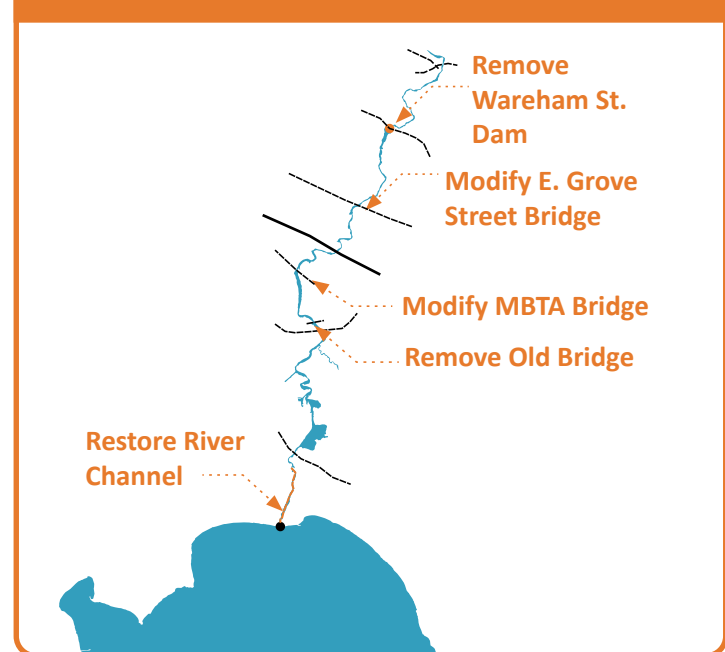 Remove
Wareham St.
Dam
Modify E. Grove
Street Bridge
Modify MBTA Bridge
Remove Old Bridge
Restore River
Channel